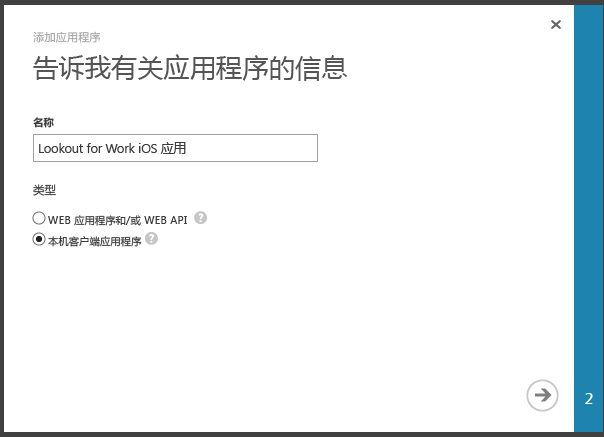 添加应用程序
告诉我有关应用程序的信息
名称
Lookout for Work iOS 应用
类型
WEB 应用程序和/或 WEB API ?
本机客户端应用程序 ?
2